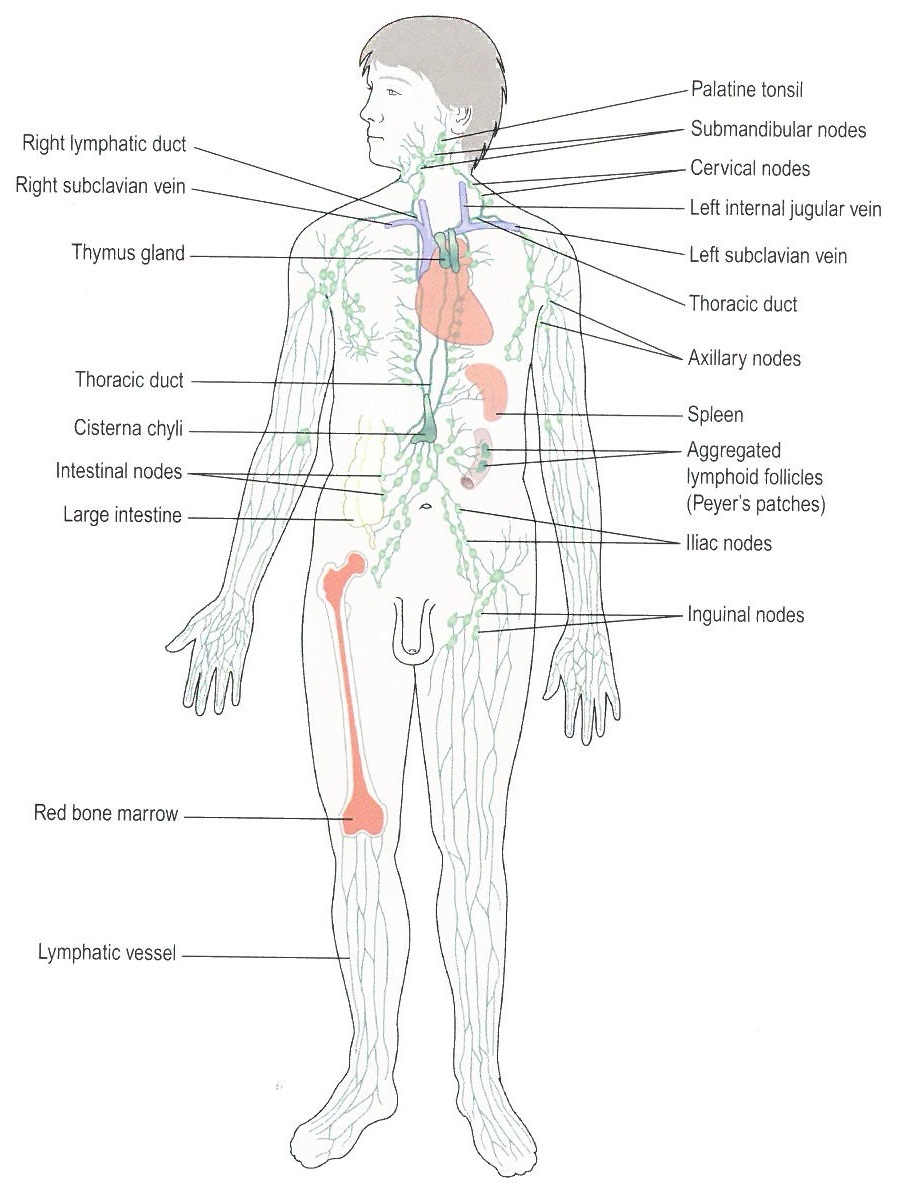 Palatine tonsil
Submandibular nodes
Right lymphatic duct
Cervical nodes
Right subclavian vein
Left internal jugular vein
Thymus gland
Left subclavian vein
Thoracic duct
Axillary nodes
Thoracic duct
Spleen
Cisterna chyli
Aggregated
lymphoid follicles
(Peyer's patches)
Intestinal nodes
Large intestine
Iliac nodes
Inguinal nodes
Red bone marrow
Lymphatic vessel